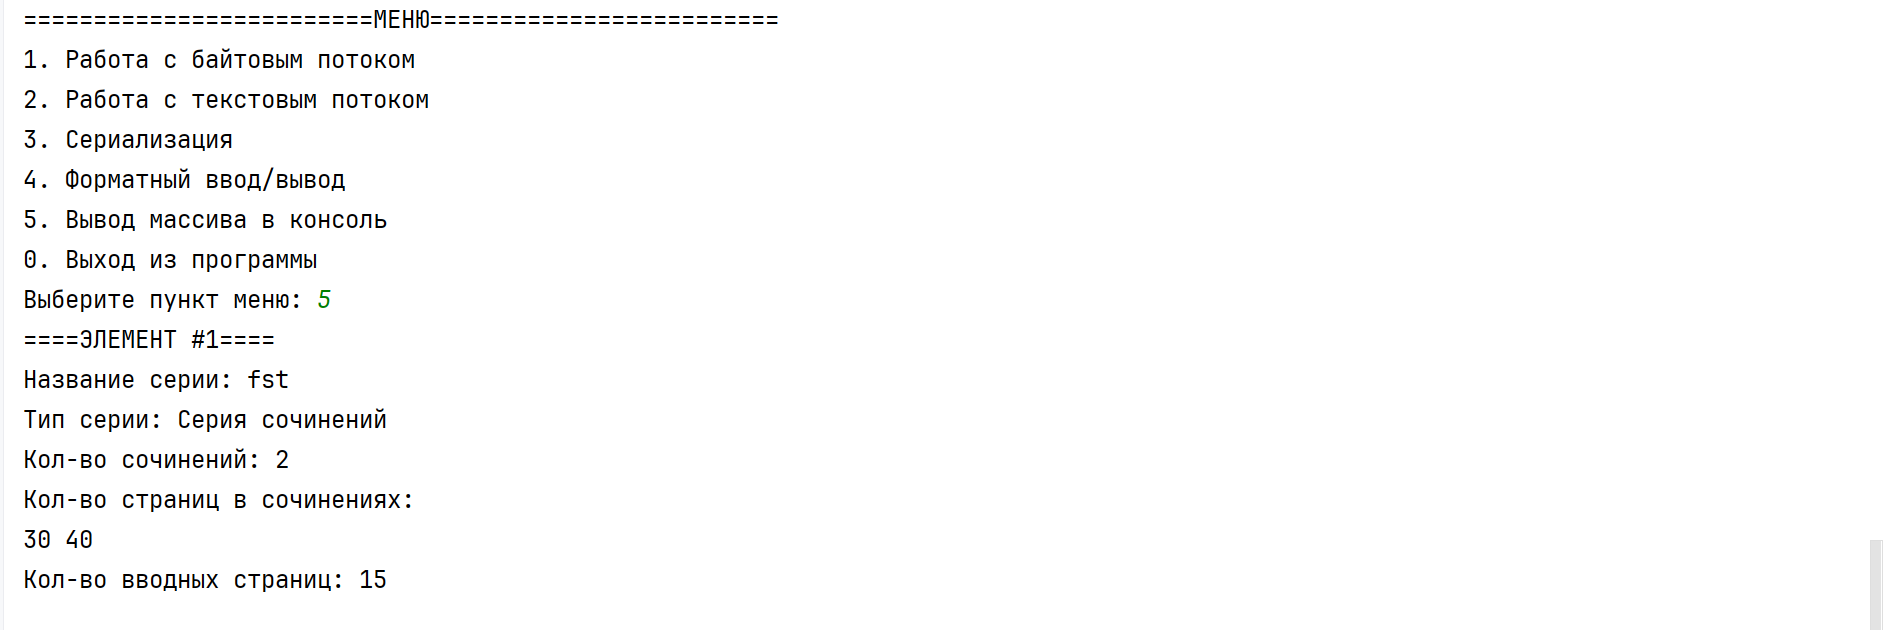 =========================МЕНЮ=========================
1. Работа с байтовым потоком
2. Работа с текстовым потоком
3. Сериализация
4. Форматный ввод/вывод
5. Вывод массива в консоль
0. Выход из программы
Выберите пункт меню: 5
====ЭЛЕМЕНТ #1====
Название серии: fst
Тип серии: Серия сочинений
Кол-во сочинений: 2
Кол-во страниц в сочинениях:
30 40
Кол-во вводных страниц: 15